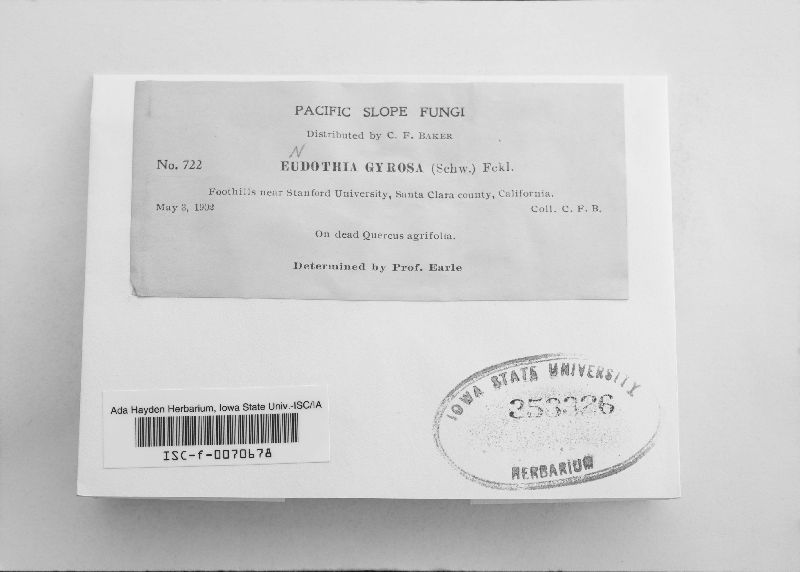 PACIFIC SLOPE FUNGI
Distributed by C. F. BAKER
N
No. 722 EUDOTHIA GYROSA (Schw.) Fckl.
Foothills near Stanford University, Santa Clara county, California.
May 3, 1902 Coll. C. F. B.
On dead Quercus agrifolia.
Determined by Prof. Earle
Ada Hayden Herbarium, Iowa State Univ.-ISC/IA
ISC-f-0070678
IOWA STATE UNIVERSITY
353326
HERBARIUM